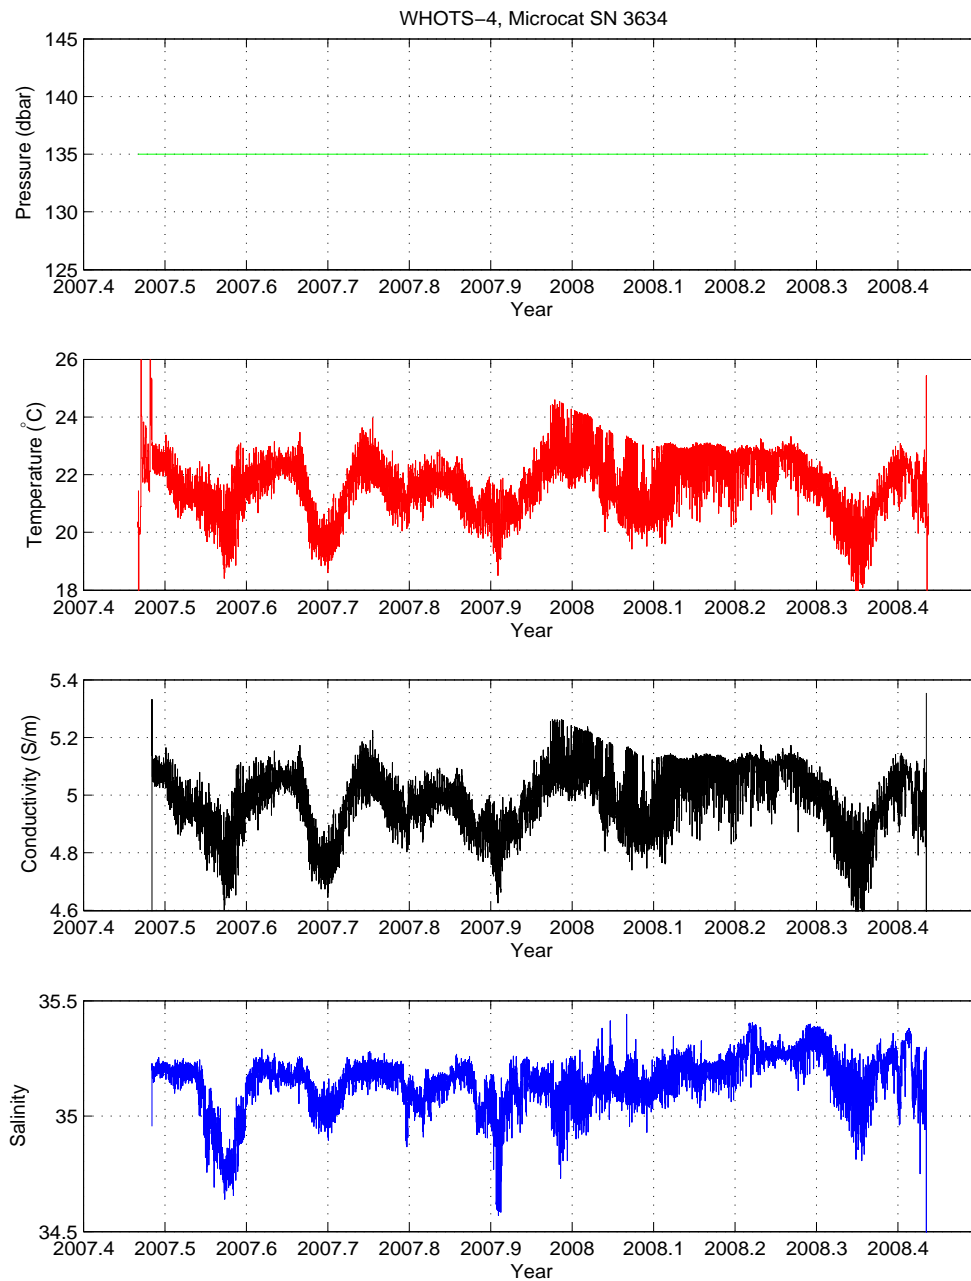 WHOTS−4, Microcat SN 3634
145
140
135
130
125
Pressure (dbar)
2007.4 2007.5 2007.6 2007.7 2007.8 2007.9 2008 2008.1 2008.2 2008.3 2008.4
Year
26
24
22
20
18
Temperature (°C)
2007.4 2007.5 2007.6 2007.7 2007.8 2007.9 2008 2008.1 2008.2 2008.3 2008.4
Year
5.4
5.2
5
4.8
4.6
Conductivity (S/m)
2007.4 2007.5 2007.6 2007.7 2007.8 2007.9 2008 2008.1 2008.2 2008.3 2008.4
Year
35.5
35
34.5
Salinity
2007.4 2007.5 2007.6 2007.7 2007.8 2007.9 2008 2008.1 2008.2 2008.3 2008.4
Year